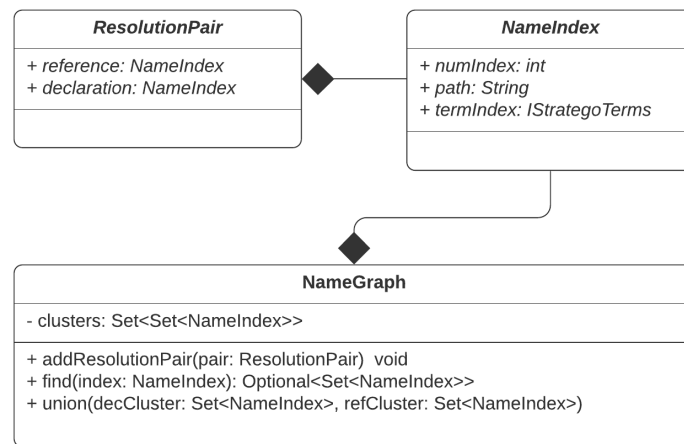 ResolutionPair
+ reference: NameIndex
+ declaration: NameIndex
NameIndex
+ numIndex: int
+ path: String
+ termIndex: IStrategoTerms
NameGraph
- clusters: Set<Set<NameIndex>>
+ addResolutionPair(pair: ResolutionPair) void
+ find(index: NameIndex): Optional<Set<NameIndex>>
+ union(decCluster: Set<NameIndex>, refCluster: Set<NameIndex>)